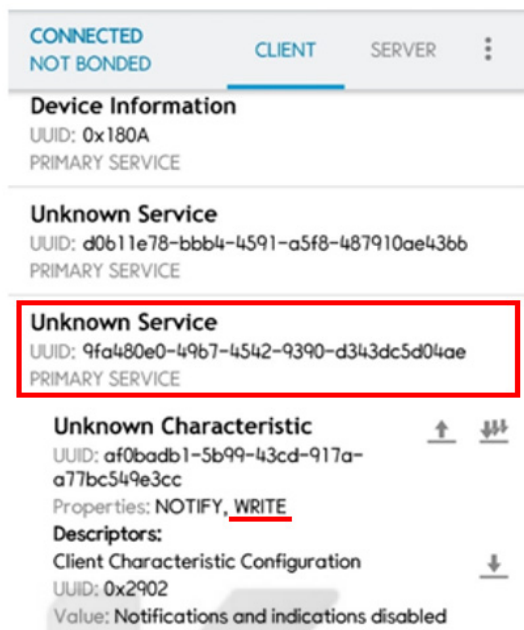 CONNECTED
NOT BONDED
CLIENT
SERVER
Device Information
UUID: 0x180A
PRIMARY SERVICE
Unknown Service
UUID: d0611e78-bbb4-4591-a5f8-487910ae4366
PRIMARY SERVICE
Unknown Service
UUID: 9fa480e0-49b7-4542-9390-d343dc5d04ae
PRIMARY SERVICE
Unknown Characteristic
UUID: af0badb1-5b99-43cd-917a-
a77bc549e3cc
Properties: NOTIFY, WRITE
Descriptors:
Client Characteristic Configuration
UUID: 0x2902
Value: Notifications and indications disabled